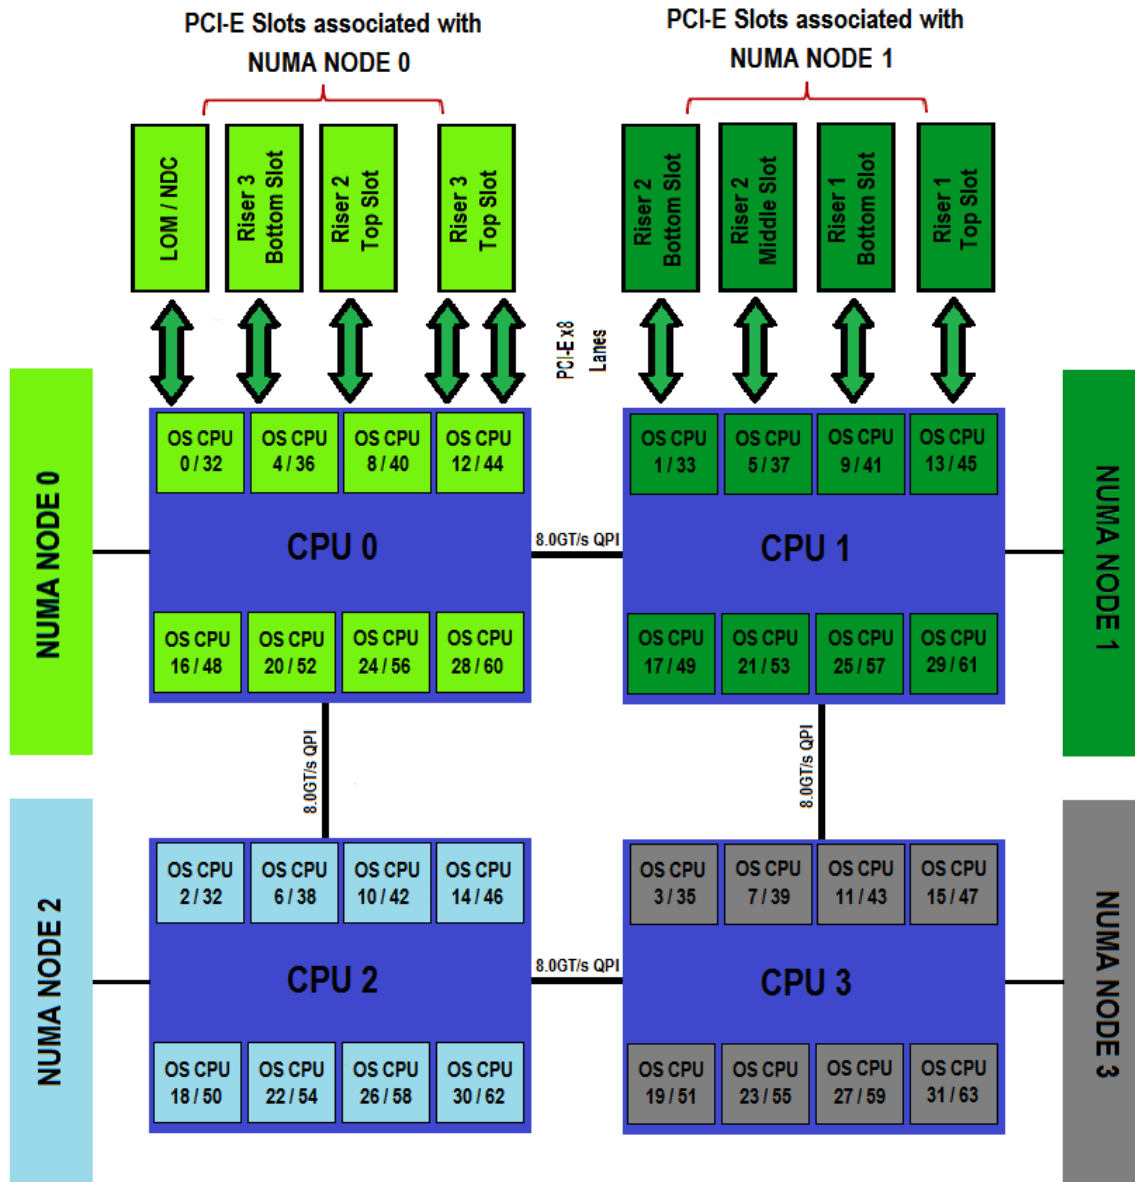 PCI-E Slots associated with
NUMA NODE 0
PCI-E Slots associated with
NUMA NODE 1
LOM / NDC
Riser 3
Bottom Slot
Riser 2
Top Slot
Riser 3
Top Slot
Riser 2
Bottom Slot
Riser 2
Middle Slot
Riser 1
Bottom Slot
Riser 1
Top Slot
PCI-E x8
Lanes
NUMA NODE 0
OS CPU
0 / 32
OS CPU
4 / 36
OS CPU
8 / 40
OS CPU
12 / 44
CPU 0
OS CPU
16 / 48
OS CPU
20 / 52
OS CPU
24 / 56
OS CPU
28 / 60
8.0GT/s QPI
OS CPU
1 / 33
OS CPU
5 / 37
OS CPU
9 / 41
OS CPU
13 / 45
CPU 1
OS CPU
17 / 49
OS CPU
21 / 53
OS CPU
25 / 57
OS CPU
29 / 61
NUMA NODE 1
8.0GT/s QPI
8.0GT/s QPI
NUMA NODE 2
OS CPU
2 / 32
OS CPU
6 / 38
OS CPU
10 / 42
OS CPU
14 / 46
CPU 2
OS CPU
18 / 50
OS CPU
22 / 54
OS CPU
26 / 58
OS CPU
30 / 62
8.0GT/s QPI
OS CPU
3 / 35
OS CPU
7 / 39
OS CPU
11 / 43
OS CPU
15 / 47
CPU 3
OS CPU
19 / 51
OS CPU
23 / 55
OS CPU
27 / 59
OS CPU
31 / 63
NUMA NODE 3